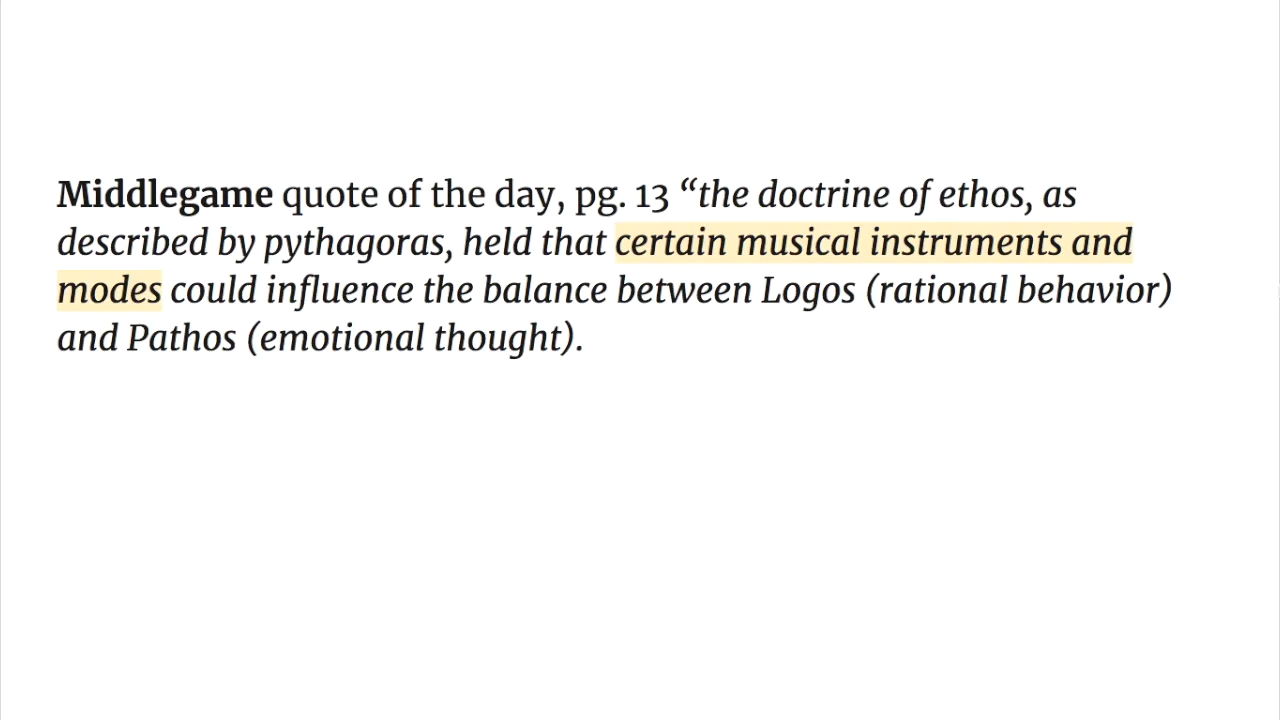 Middlegame quote of the day, pg. 13 “the doctrine of ethos, as
described by pythagoras, held that certain musical instruments and
modes could influence the balance between Logos (rational behavior)
and Pathos (emotional thought).